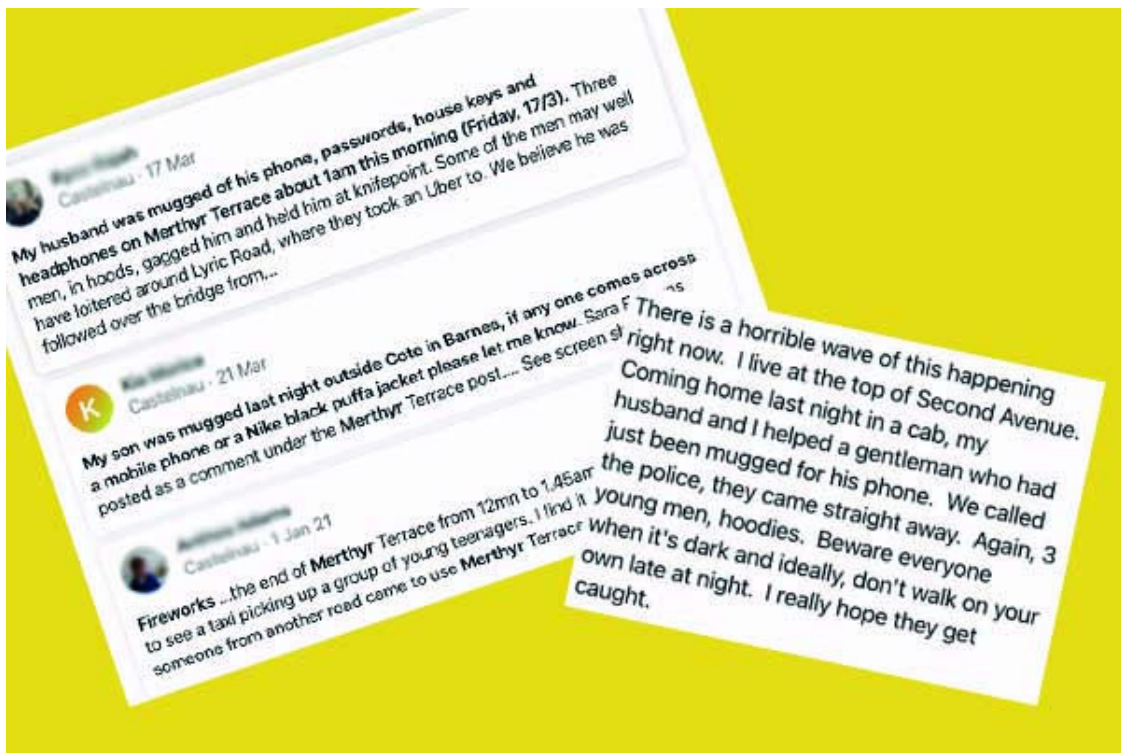 Castelnau · 17 Mar
My husband was mugged of his phone, passwords, house keys and
headphones on Merthyr Terrace about 1am this morning (Friday, 17/3). Three
men, in hoods, gagged him and held him at knifepoint. Some of the men may well
have loitered around Lyric Road, where they took an Uber to. We believe he was
followed over the bridge from...
K
Castelnau · 21 Mar
My son was mugged last night outside Cote in Barnes, if any one comes across
a mobile phone or a Nike black puffa jacket please let me know. Sara
posted as a comment under the Merthyr Terrace post.... See screen
Castelnau · 1 Jan 21
Fireworks ...the end of Merthyr Terrace from 12mn to 1.45am
to see a taxi picking up a group of young teenagers. I find it
someone from another road came to use Merthyr Terrace
There is a horrible wave of this happening
right now. I live at the top of Second Avenue.
Coming home last night in a cab, my
husband and I helped a gentleman who had
just been mugged for his phone. We called
the police, they came straight away. Again, 3
young men, hoodies. Beware everyone
when it's dark and ideally, don't walk on your
own late at night. I really hope they get
caught.